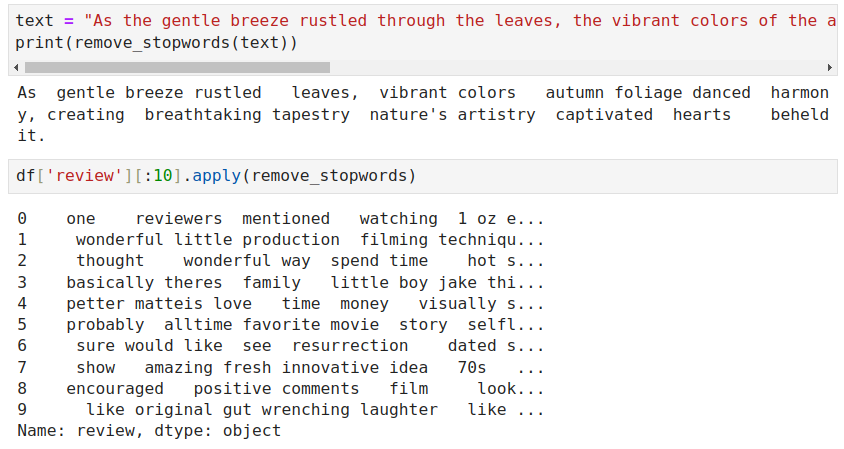 text = "As the gentle breeze rustled through the leaves, the vibrant colors of the a
print(remove_stopwords(text))
As  gentle breeze rustled   leaves,  vibrant colors   autumn foliage danced  harmon
y, creating  breathtaking tapestry  nature's artistry  captivated  hearts    beheld
it.
df['review'][:10].apply(remove_stopwords)
0    one    reviewers  mentioned   watching  1 oz e...
1     wonderful little production  filming techniqu...
2     thought    wonderful way  spend time    hot s...
3    basically theres  family   little boy jake thi...
4    petter matteis love   time  money   visually s...
5    probably  alltime favorite movie  story  selfl...
6     sure would like  see  resurrection    dated s...
7     show   amazing fresh innovative idea   70s   ...
8    encouraged   positive comments   film     look...
9      like original gut wrenching laughter   like ...
Name: review, dtype: object